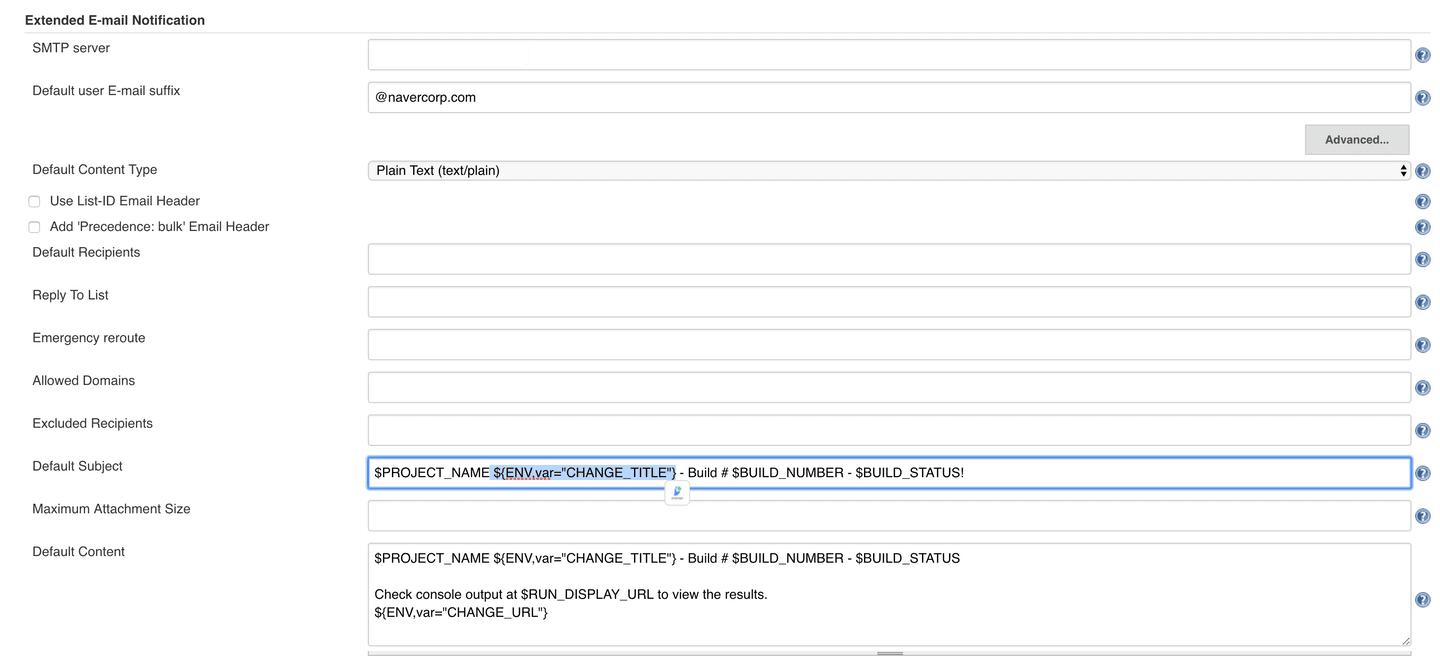 Extended E-mail Notification
SMTP server
Default user E-mail suffix
@navercorp.com
Advanced...
Default Content Type
Plain Text (text/plain)
Use List-ID Email Header
Add 'Precedence: bulk' Email Header
Default Recipients
Reply To List
Emergency reroute
Allowed Domains
Excluded Recipients
Default Subject
$PROJECT_NAME ${ENV,var="CHANGE_TITLE"} - Build # $BUILD_NUMBER - $BUILD_STATUS!
Maximum Attachment Size
Default Content
$PROJECT_NAME ${ENV,var="CHANGE_TITLE"} - Build # $BUILD_NUMBER - $BUILD_STATUS
Check console output at $RUN_DISPLAY_URL to view the results.
${ENV,var="CHANGE_URL"}